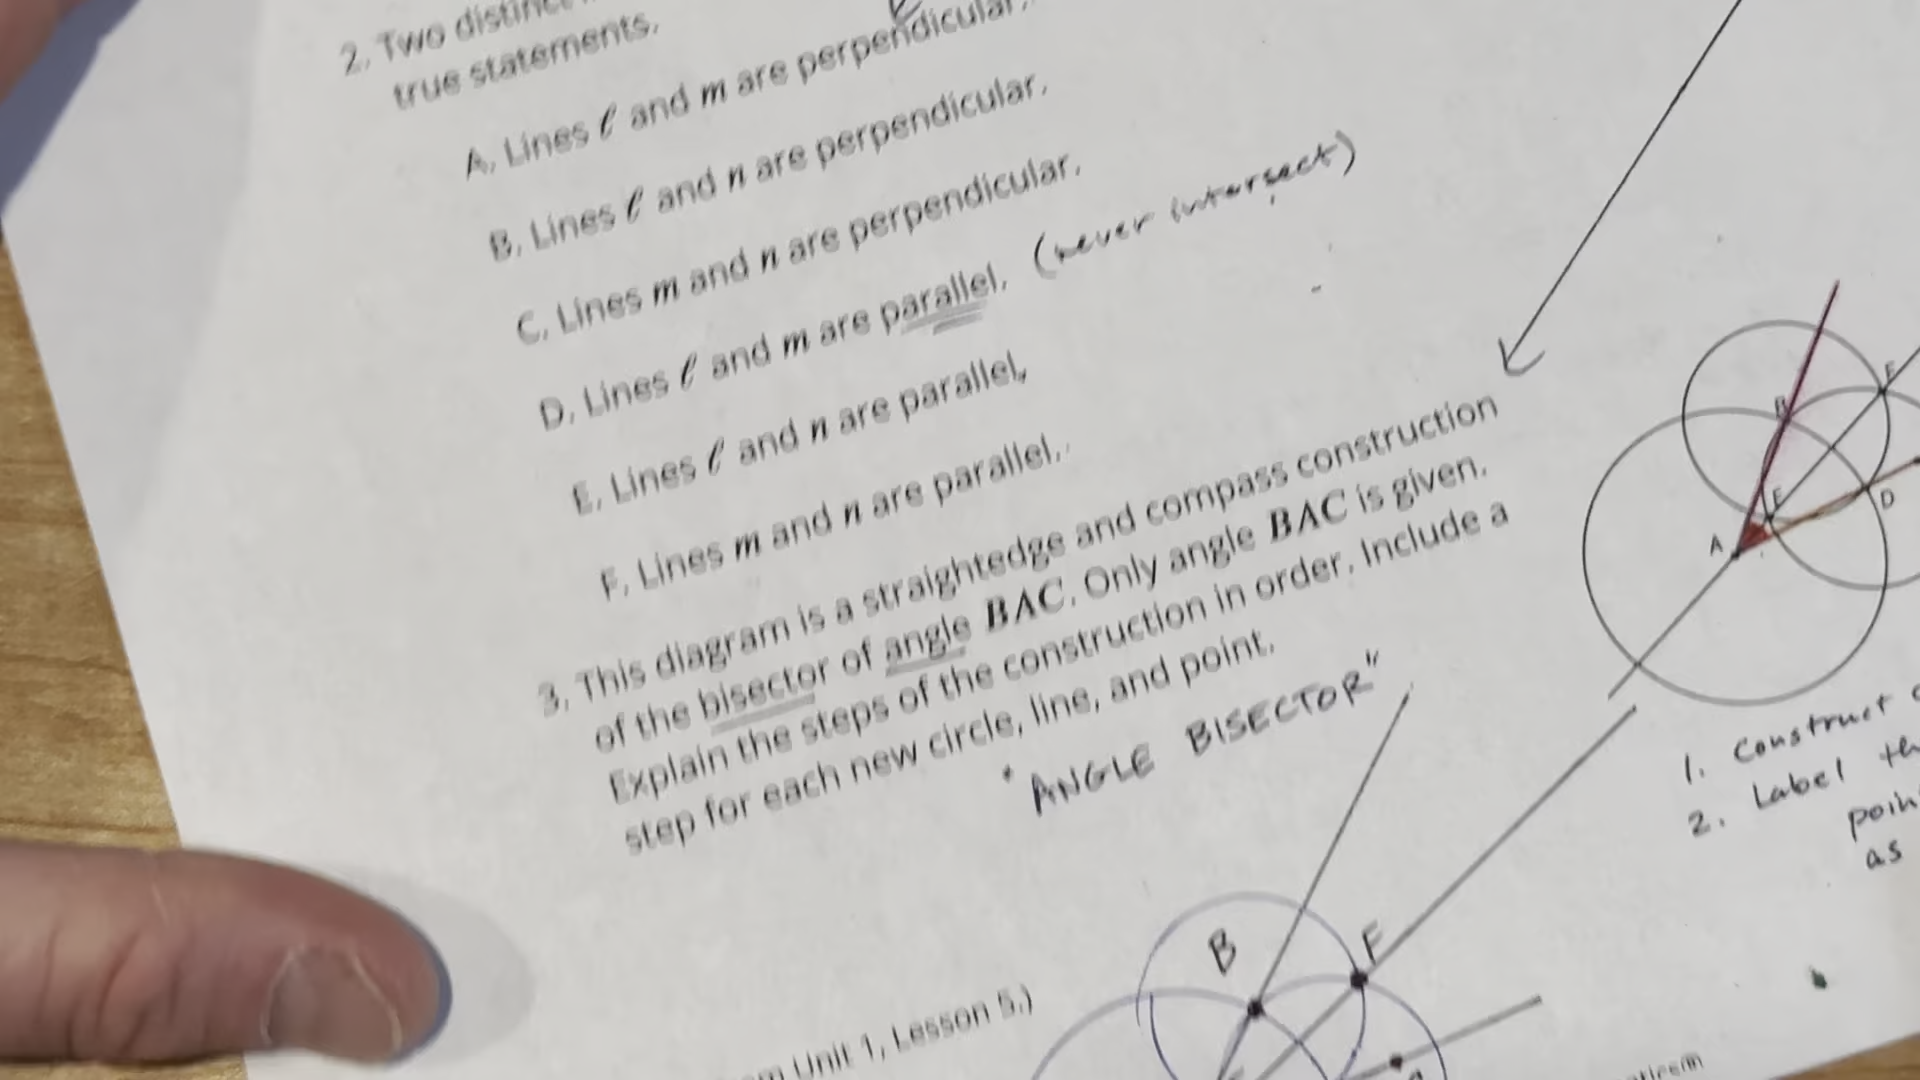 2. Two distinct
true statements.
A. Lines ℓ and m are perpendicular.
B. Lines ℓ and n are perpendicular.
C. Lines m and n are perpendicular.
D. Lines ℓ and m are parallel. (never intersect)
E. Lines ℓ and n are parallel.
F. Lines m and n are parallel.
3. This diagram is a straightedge and compass construction
of the bisector of angle BAC. Only angle BAC is given.
Explain the steps of the construction in order. Include a
step for each new circle, line, and point.
"ANGLE BISECTOR"
B
F
E
D
A
1. Construct
2. Label
as
B
F
Unit 1, Lesson 5.)